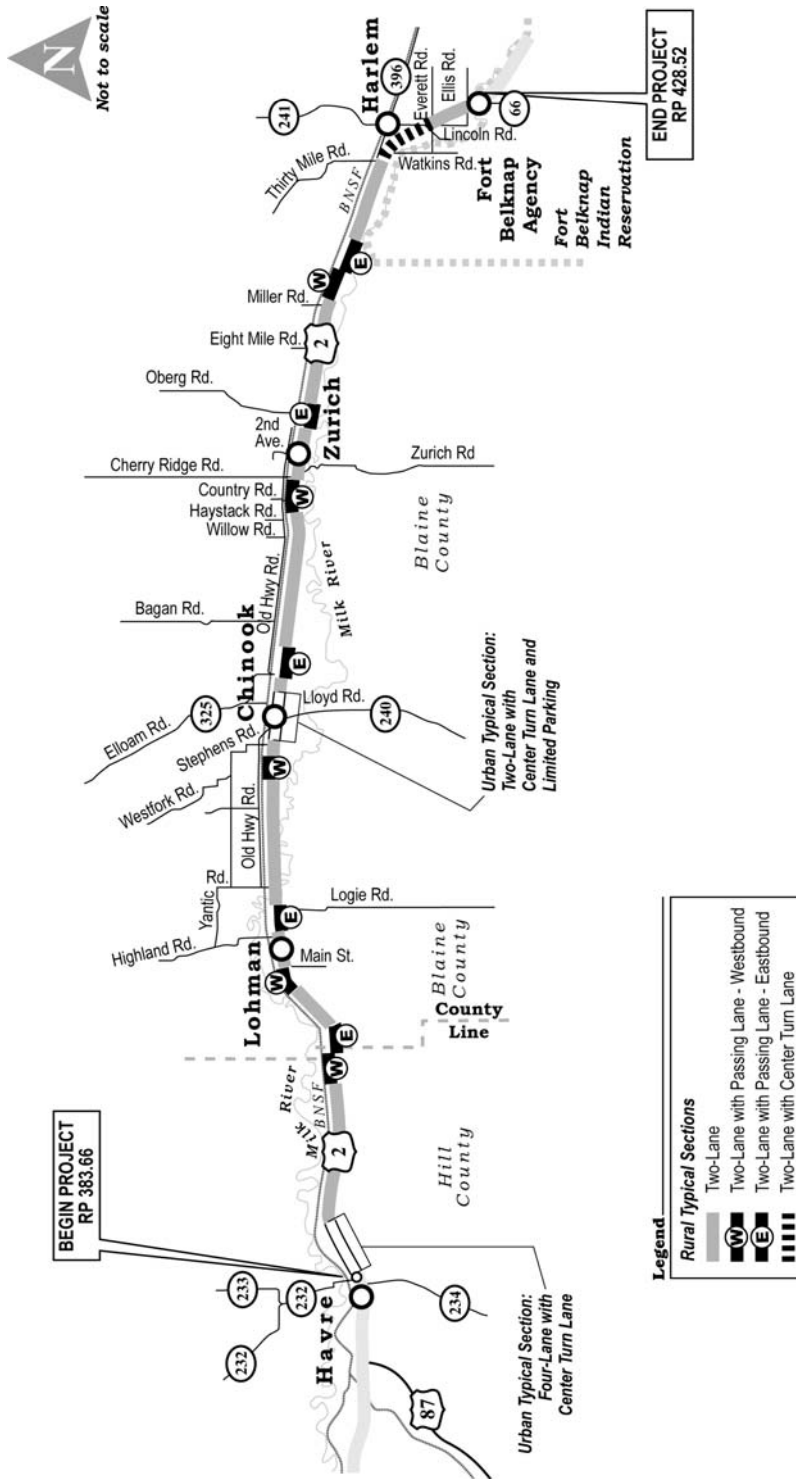 N
Not to scale
BEGIN PROJECT
RP 383.66
END PROJECT
RP 428.52
232
233
232
Havre
234
87
Urban Typical Section:
Four-Lane with
Center Turn Lane
2
Milk River
BNSF
Hill
County
W
E
County
Line
Blaine
County
W
Lohman
Main St.
Highland Rd.
E
Logie Rd.
Yantic
Rd.
Old Hwy Rd.
Westfork Rd.
W
Stephens Rd.
Elloam Rd.
325
Chinook
Lloyd Rd.
240
Urban Typical Section:
Two-Lane with
Center Turn Lane and
Limited Parking
E
Bagan Rd.
Old Hwy Rd.
Milk River
Blaine
County
Willow Rd.
Haystack Rd.
Country Rd.
W
Cherry Ridge Rd.
2nd
Ave.
Zurich
Zurich Rd
E
Oberg Rd.
2
Eight Mile Rd.
Miller Rd.
W
E
BNSF
Thirty Mile Rd.
241
Harlem
396
Everett Rd.
Ellis Rd.
Lincoln Rd.
Watkins Rd.
66
Fort
Belknap
Agency
Fort
Belknap
Indian
Reservation
Legend
Rural Typical Sections
Two-Lane
W Two-Lane with Passing Lane - Westbound
E Two-Lane with Passing Lane - Eastbound
Two-Lane with Center Turn Lane